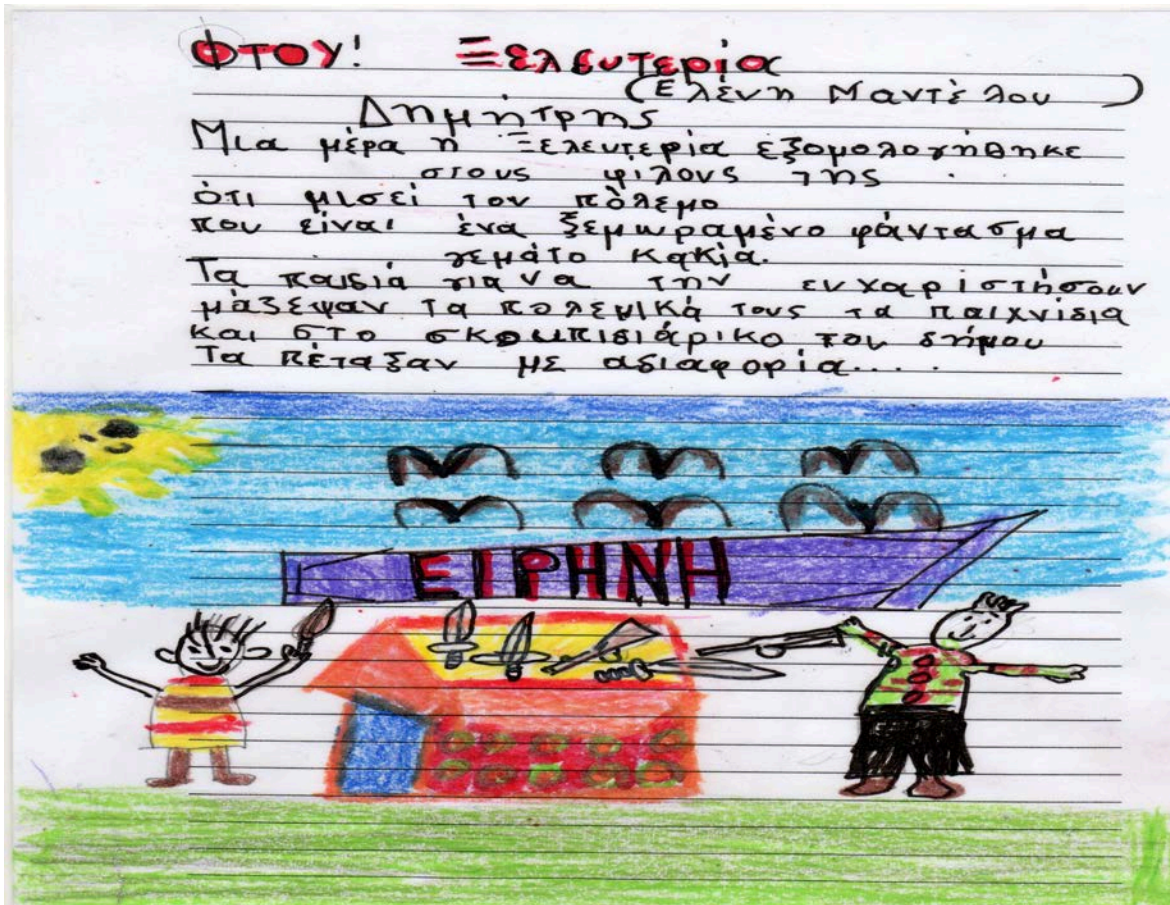 ΦΤΟΥ! Ξελευτερία
(Ελένη Μαντέλου)
Δημήτρης
Μια μέρα η Ξελευτερία εξομολογήθηκε
στους φίλους της.
ότι μισεί τον πόλεμο
που είναι ένα ξεμωραμένο φάντασμα
γεμάτο κακία.
Τα παιδιά για να την ευχαριστήσουν
μάζεψαν τα πολεμικά τους τα παιχνίδια
και στο σκουπιδιάρικο του δήμου
Τα πέταξαν με αδιαφορία....
ΕΙΡΗΝΗ